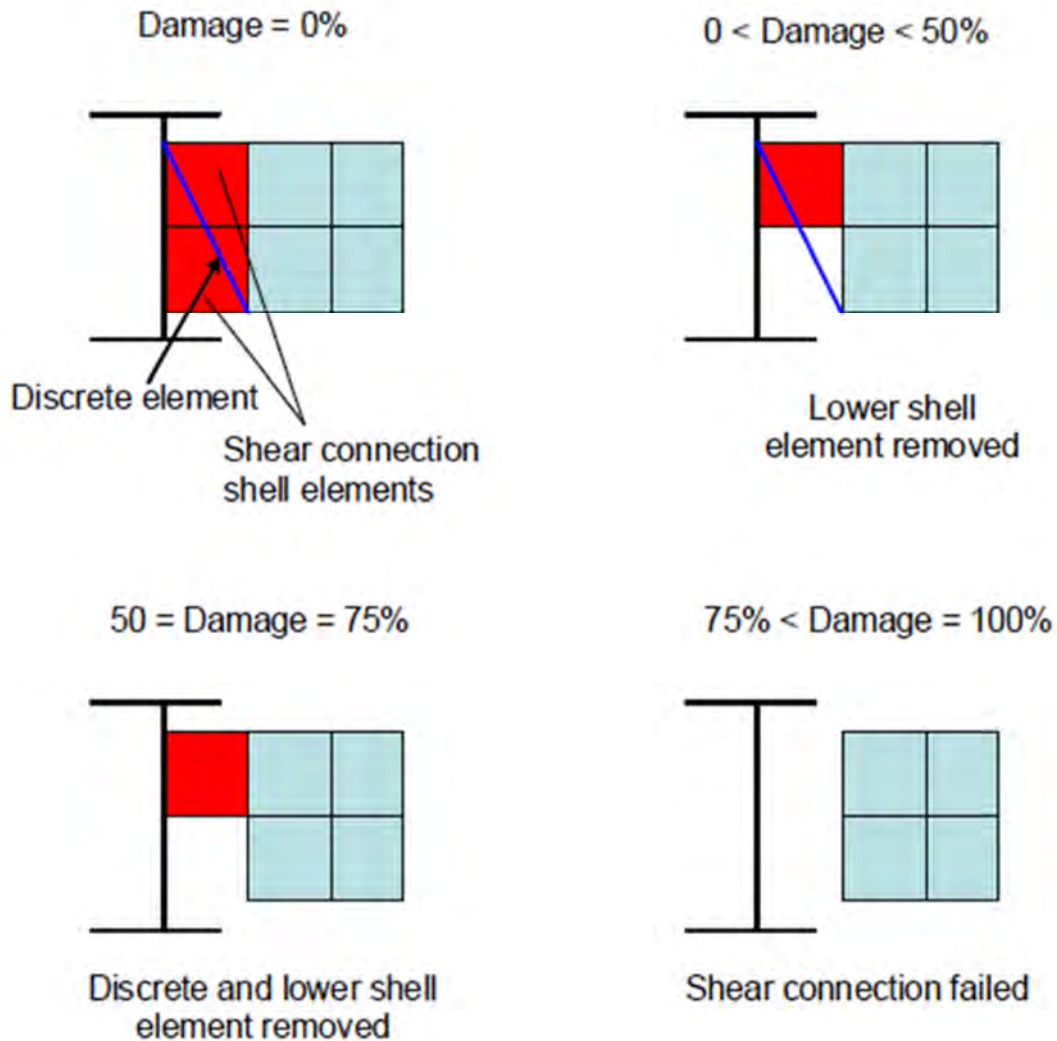 Damage = 0%
0 < Damage < 50%
Discrete element
Shear connection
shell elements
Lower shell
element removed
50 = Damage = 75%
75% < Damage = 100%
Discrete and lower shell
element removed
Shear connection failed